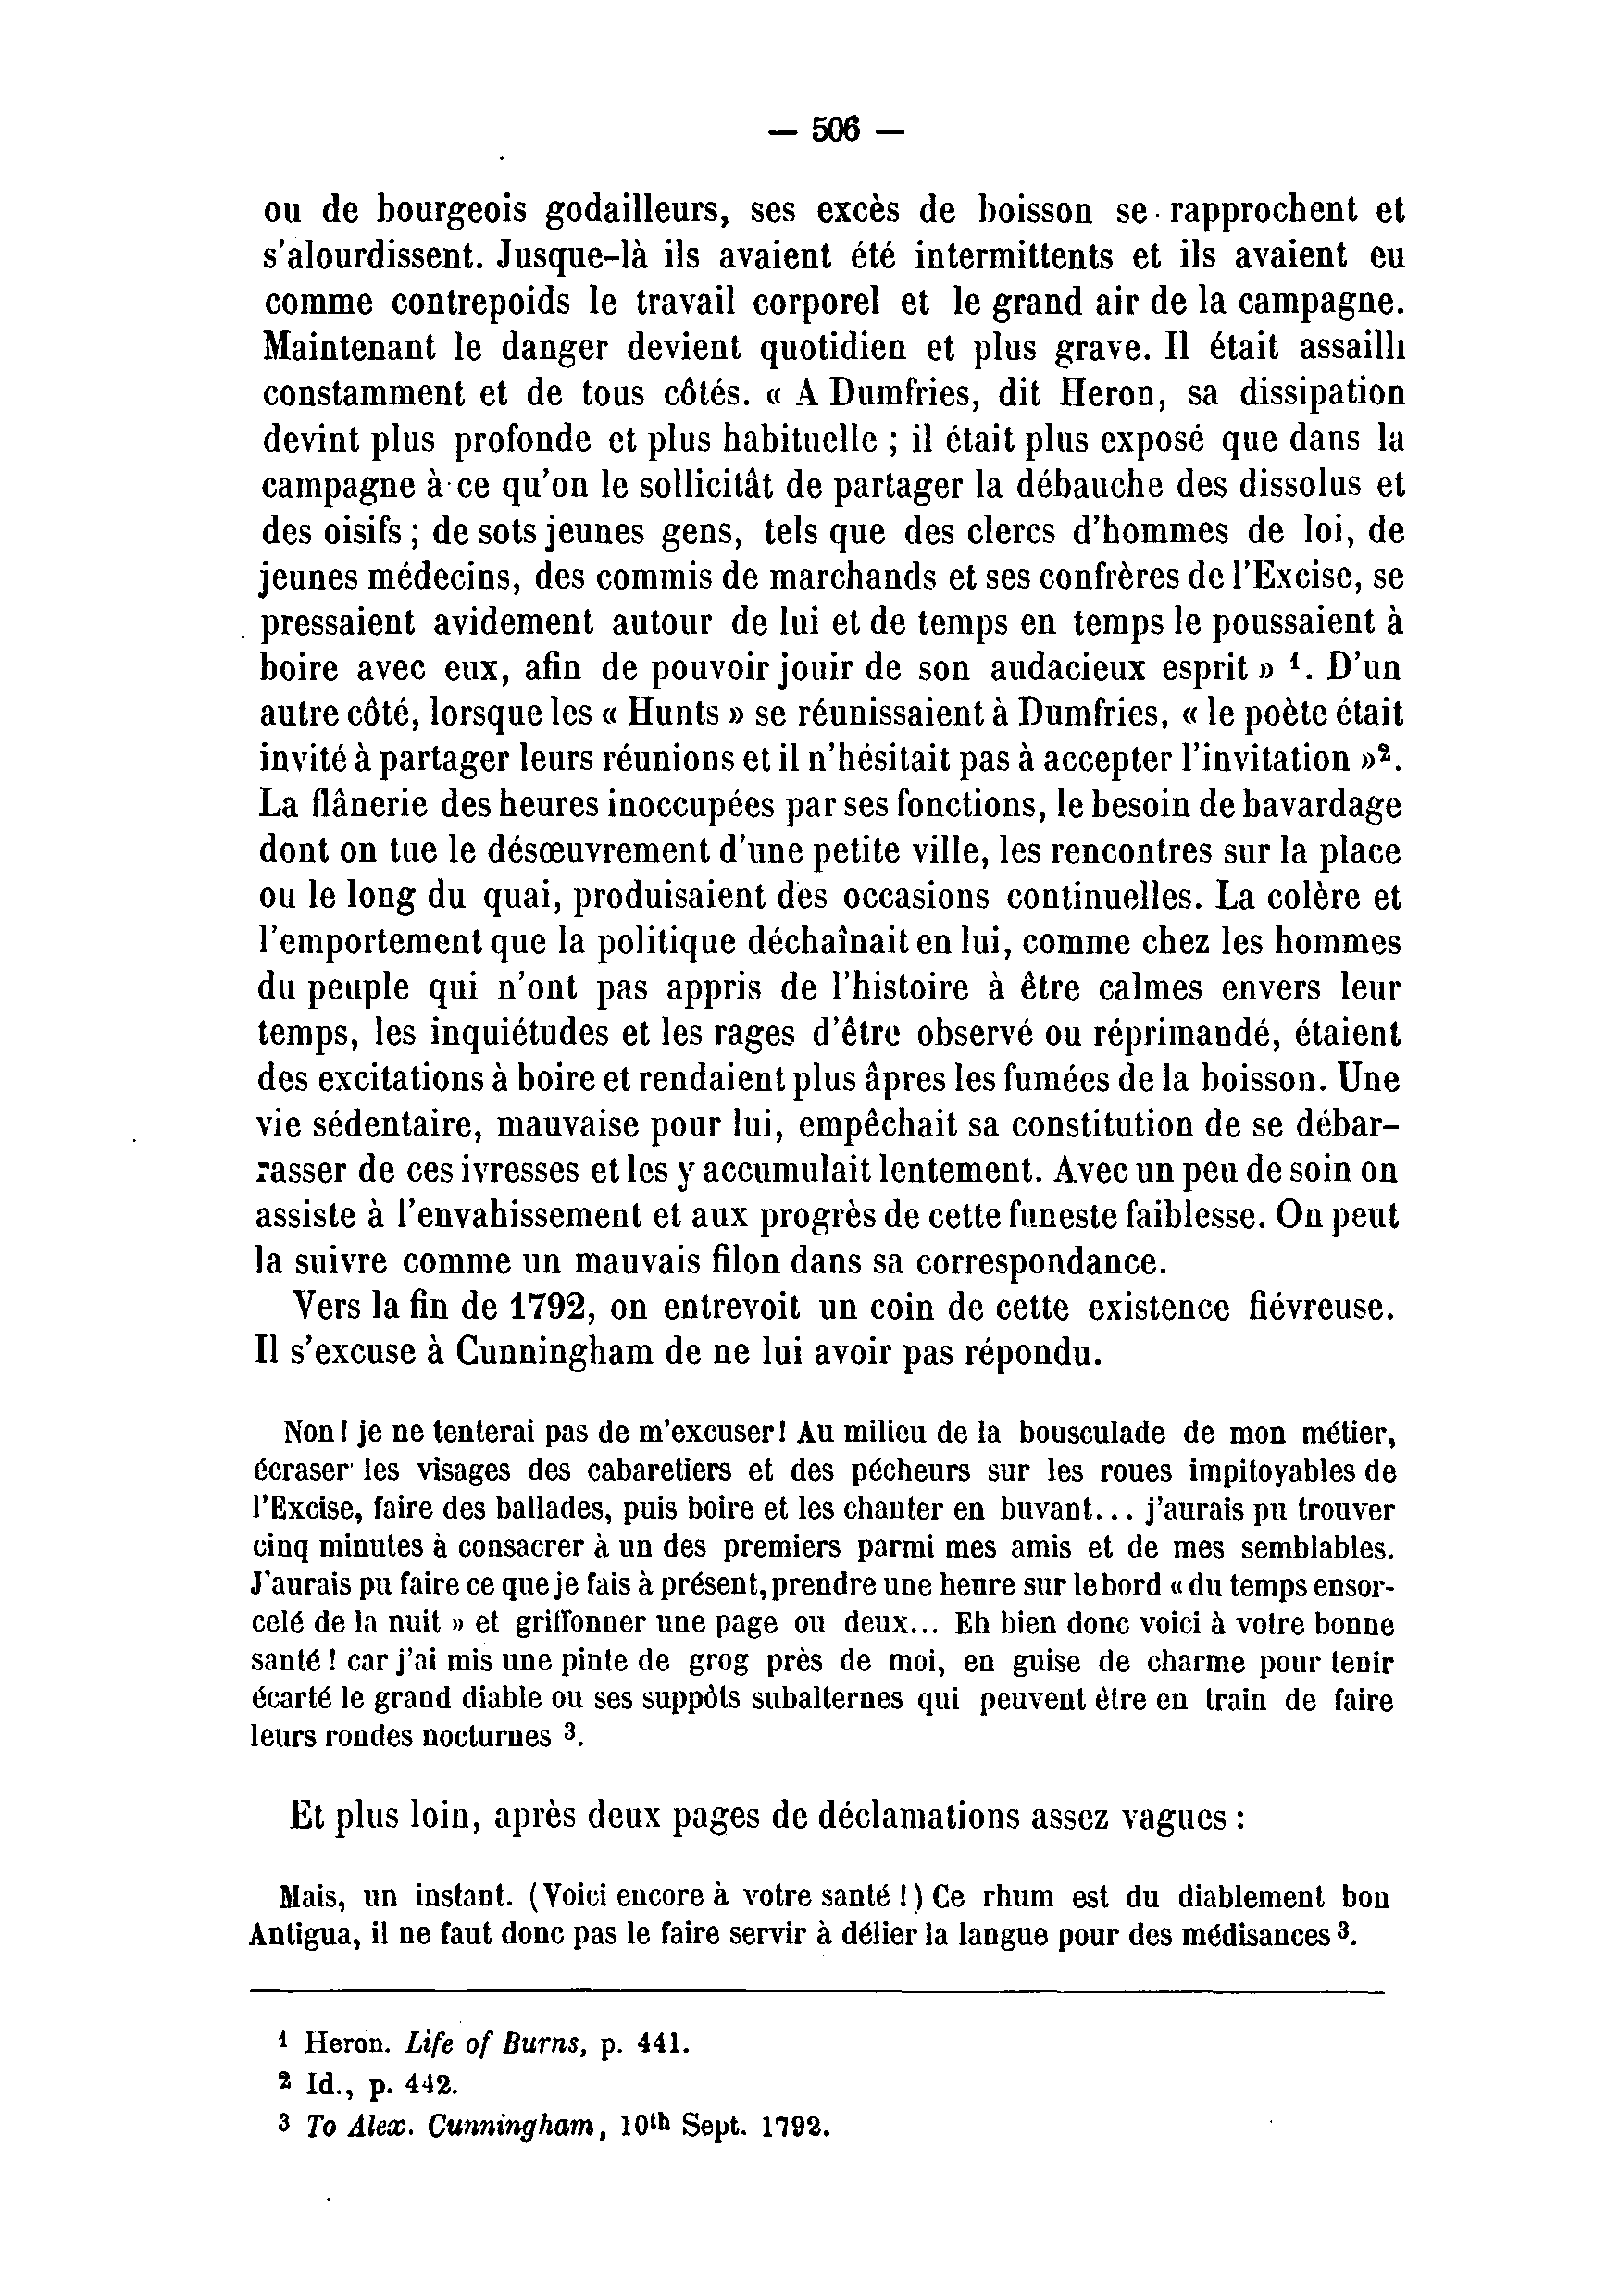 — 506 —
ou de bourgeois godailleurs, ses excès de boisson se rapprochent et
s'alourdissent. Jusque-là ils avaient été intermittents et ils avaient eu
comme contrepoids le travail corporel et le grand air de la campagne.
Maintenant le danger devient quotidien et plus grave. Il était assailli
constamment et de tous côtés. « A Dumfries, dit Heron, sa dissipation
devint plus profonde et plus habituelle ; il était plus exposé que dans la
campagne à ce qu'on le sollicitât de partager la débauche des dissolus et
des oisifs ; de sots jeunes gens, tels que des clercs d'hommes de loi, de
jeunes médecins, des commis de marchands et ses confrères de l'Excise, se
pressaient avidement autour de lui et de temps en temps le poussaient à
boire avec eux, afin de pouvoir jouir de son audacieux esprit » ¹. D'un
autre côté, lorsque les « Hunts » se réunissaient à Dumfries, « le poète était
invité à partager leurs réunions et il n'hésitait pas à accepter l'invitation »².
La flânerie des heures inoccupées par ses fonctions, le besoin de bavardage
dont on tue le désœuvrement d'une petite ville, les rencontres sur la place
ou le long du quai, produisaient des occasions continuelles. La colère et
l'emportement que la politique déchaînait en lui, comme chez les hommes
du peuple qui n'ont pas appris de l'histoire à être calmes envers leur
temps, les inquiétudes et les rages d'être observé ou réprimandé, étaient
des excitations à boire et rendaient plus âpres les fumées de la boisson. Une
vie sédentaire, mauvaise pour lui, empêchait sa constitution de se débar-
rasser de ces ivresses et les y accumulait lentement. Avec un peu de soin on
assiste à l'envahissement et aux progrès de cette funeste faiblesse. On peut
la suivre comme un mauvais filon dans sa correspondance.
Vers la fin de 1792, on entrevoit un coin de cette existence fiévreuse.
Il s'excuse à Cunningham de ne lui avoir pas répondu.
Non ! je ne tenterai pas de m'excuser! Au milieu de la bousculade de mon métier,
écraser les visages des cabaretiers et des pécheurs sur les roues impitoyables de
l'Excise, faire des ballades, puis boire et les chanter en buvant... j'aurais pu trouver
cinq minutes à consacrer à un des premiers parmi mes amis et de mes semblables.
J'aurais pu faire ce que je fais à présent, prendre une heure sur le bord « du temps ensor-
celé de la nuit » et griffonner une page ou deux... Eh bien donc voici à votre bonne
santé ! car j'ai mis une pinte de grog près de moi, en guise de charme pour tenir
écarté le grand diable ou ses suppôts subalternes qui peuvent être en train de faire
leurs rondes nocturnes ³.
Et plus loin, après deux pages de déclamations assez vagues :
Mais, un instant. (Voici encore à votre santé !) Ce rhum est du diablement bon
Antigua, il ne faut donc pas le faire servir à délier la langue pour des médisances ³.
¹ Heron. Life of Burns, p. 441.
² Id., p. 442.
³ To Alex. Cunningham, 10th Sept. 1792.